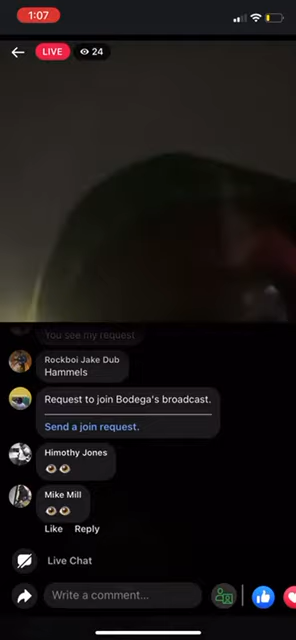 1:07
LIVE
24
You see my request
Rockboi Jake Dub
Hammels
Request to join Bodega's broadcast.
Send a join request.
Himothy Jones
Mike Mill
Like Reply
Live Chat
Write a comment...